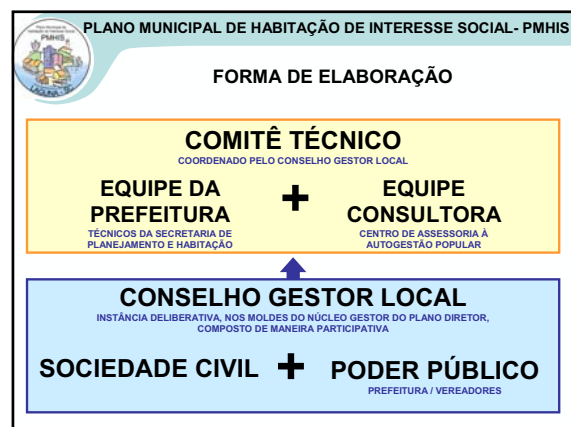 PLANO MUNICIPAL DE HABITAÇÃO DE INTERESSE SOCIAL- PMHIS
PMHIS
LAGUNA - SC
FORMA DE ELABORAÇÃO
COMITÊ TÉCNICO
COORDENADO PELO CONSELHO GESTOR LOCAL
EQUIPE DA
PREFEITURA
TÉCNICOS DA SECRETARIA DE
PLANEJAMENTO E HABITAÇÃO
+
EQUIPE
CONSULTORA
CENTRO DE ASSESSORIA À
AUTOGESTÃO POPULAR
CONSELHO GESTOR LOCAL
INSTÂNCIA DELIBERATIVA, NOS MOLDES DO NÚCLEO GESTOR DO PLANO DIRETOR,
COMPOSTO DE MANEIRA PARTICIPATIVA
SOCIEDADE CIVIL + PODER PÚBLICO
PREFEITURA / VEREADORES